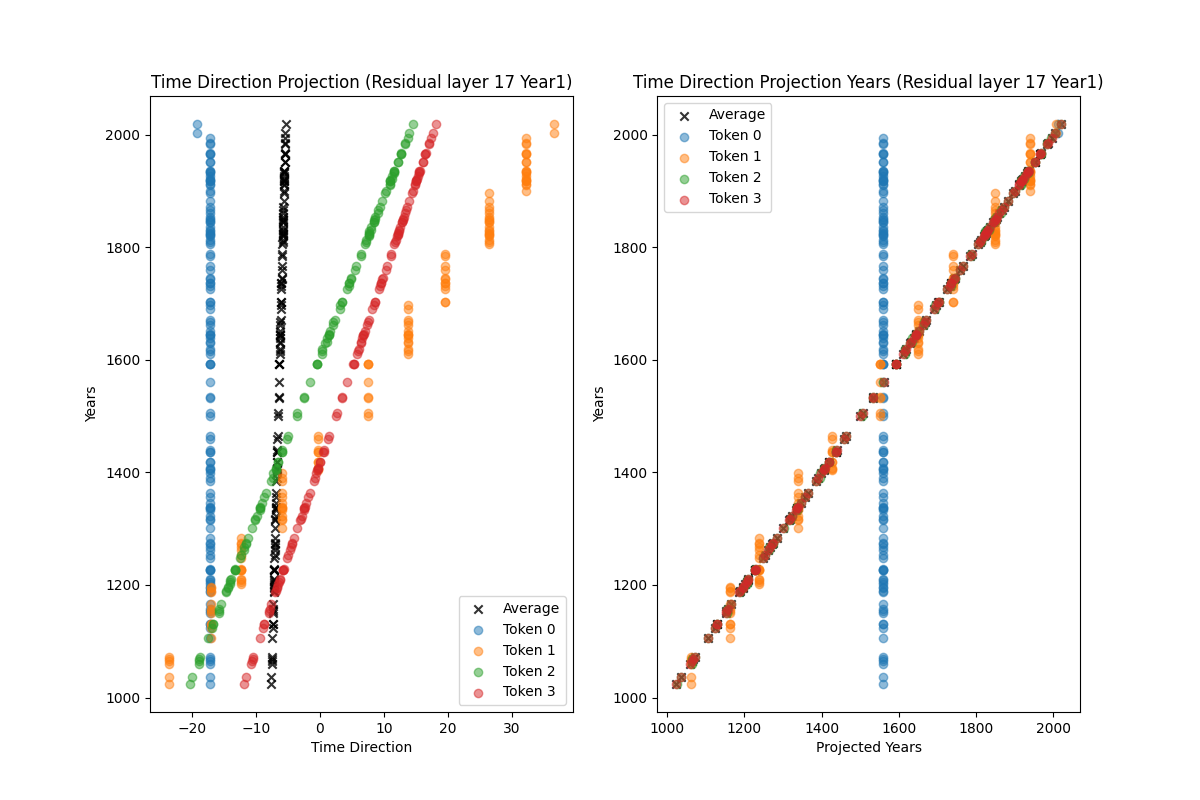 Time Direction Projection (Residual layer 17 Year1)
2000
1800
1600
1400
1200
1000
Years
−20
−10
0
10
20
30
Time Direction
Average
Token 0
Token 1
Token 2
Token 3
Time Direction Projection Years (Residual layer 17 Year1)
Average
Token 0
Token 1
Token 2
Token 3
2000
1800
1600
1400
1200
1000
Years
1000
1200
1400
1600
1800
2000
Projected Years